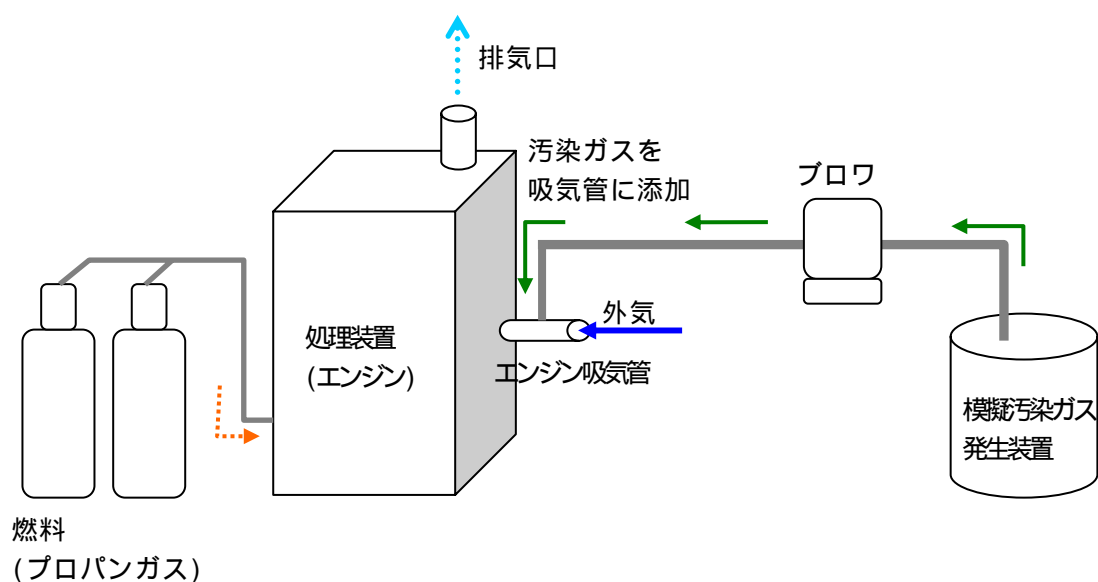 排気口
汚染ガスを
吸気管に添加
ブロワ
外気
処理装置
(エンジン)
エンジン吸気管
模擬汚染ガス
発生装置
燃料
(プロパンガス)